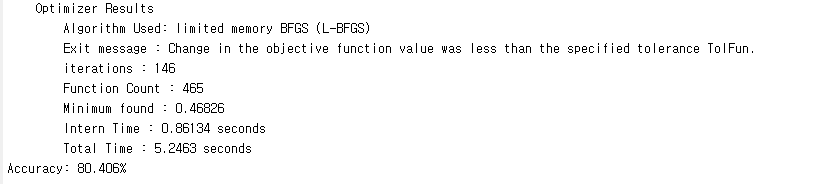 Optimizer Results
Algorithm Used: limited memory BFGS (L-BFGS)
Exit message : Change in the objective function value was less than the specified tolerance TolFun.
iterations : 146
Function Count : 465
Minimum found : 0.46826
Intern Time : 0.86134 seconds
Total Time : 5.2463 seconds
Accuracy: 80.406%